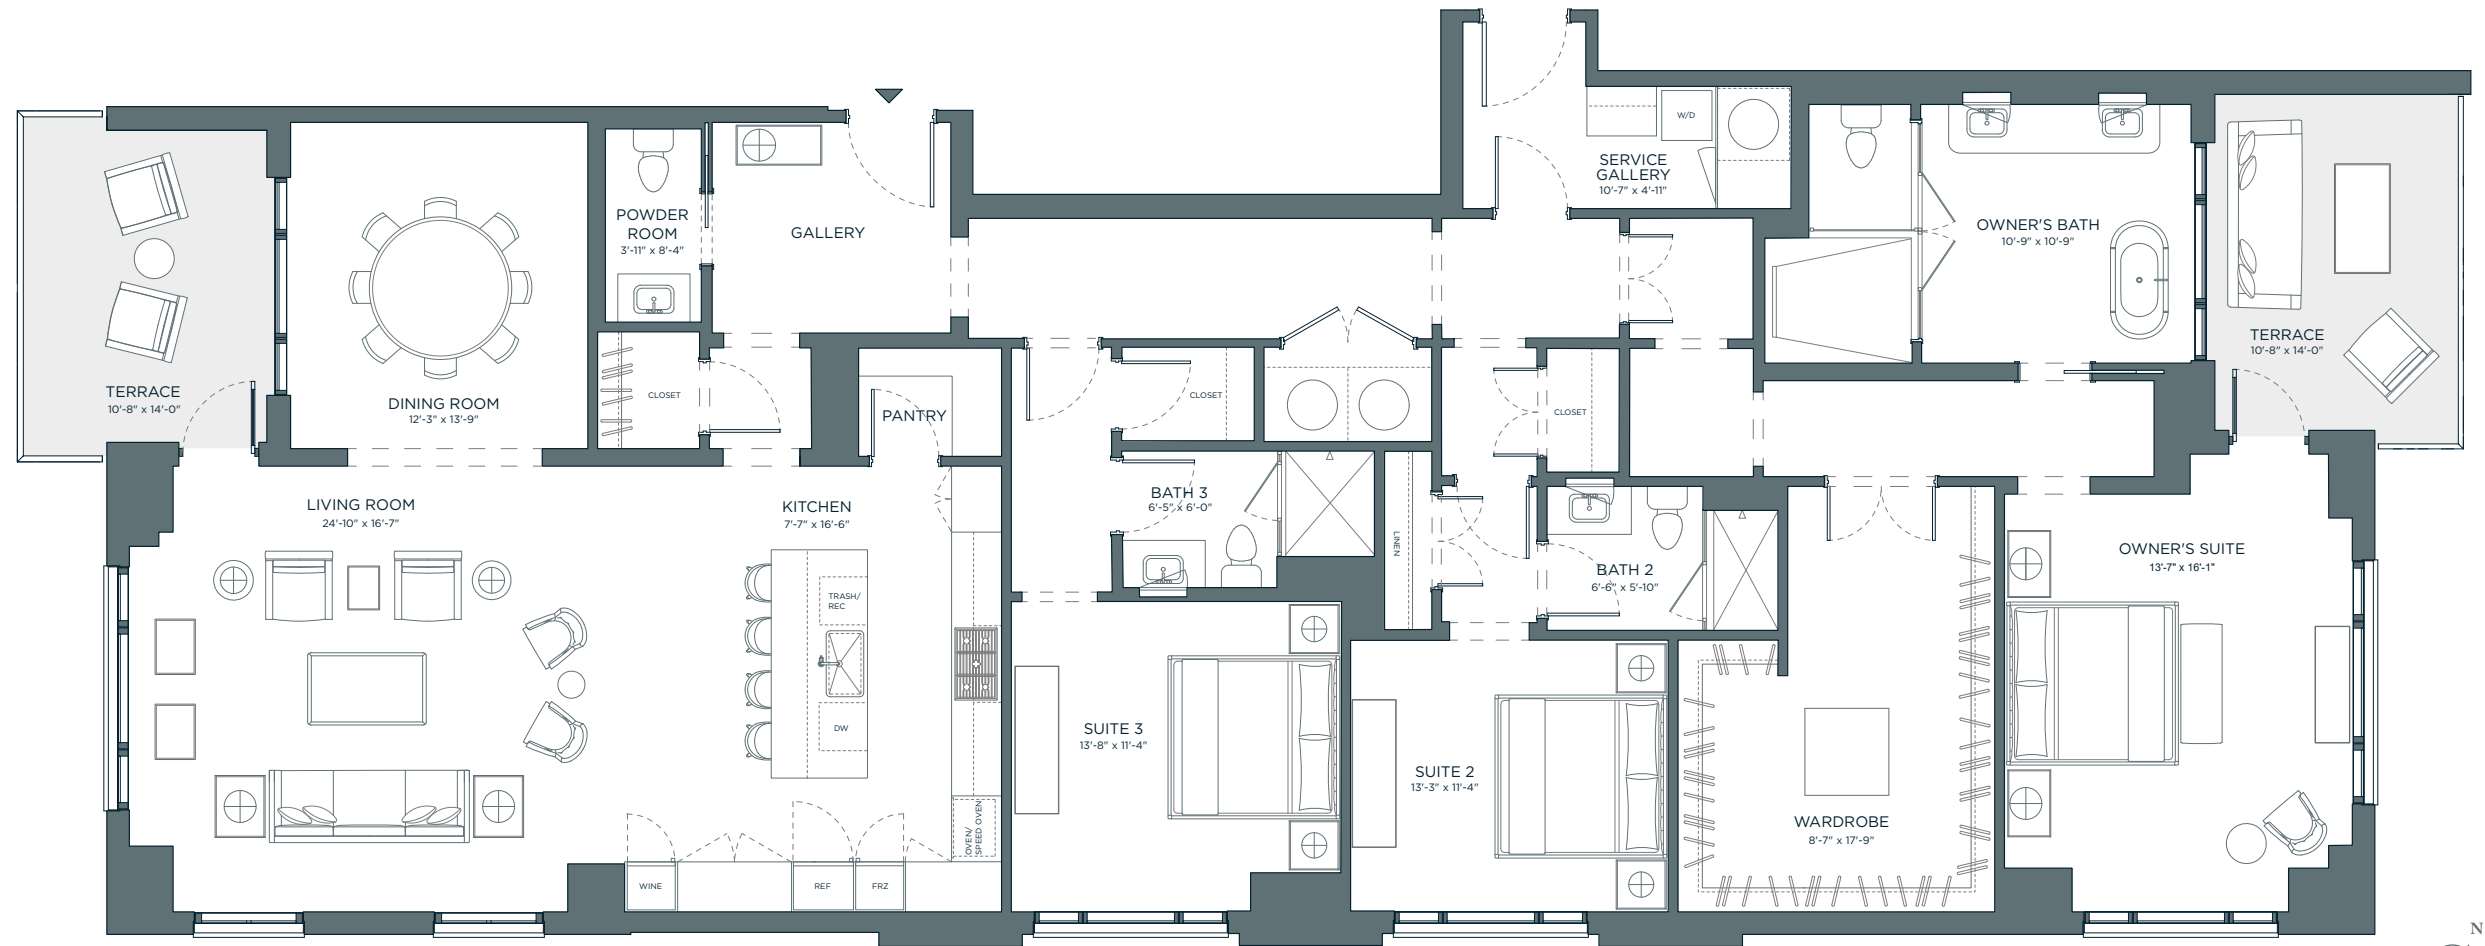 W/D
SERVICE
GALLERY
10'-7" x 4'-11"
POWDER
ROOM
3'-11" x 8'-4"
GALLERY
OWNER'S BATH
10'-9" x 10'-9"
TERRACE
10'-8" x 14'-0"
TERRACE
10'-8" x 14'-0"
DINING ROOM
12'-3" x 13'-9"
CLOSET
PANTRY
CLOSET
CLOSET
LIVING ROOM
24'-10" x 16'-7"
KITCHEN
7'-7" x 16'-6"
BATH 3
6'-5" x 6'-0"
LINEN
BATH 2
6'-6" x 5'-10"
OWNER'S SUITE
13'-7" x 16'-1"
TRASH/
REC
DW
SUITE 3
13'-8" x 11'-4"
SUITE 2
13'-3" x 11'-4"
WARDROBE
8'-7" x 17'-9"
OVEN/
SPEED OVEN
WINE
REF
FRZ
N